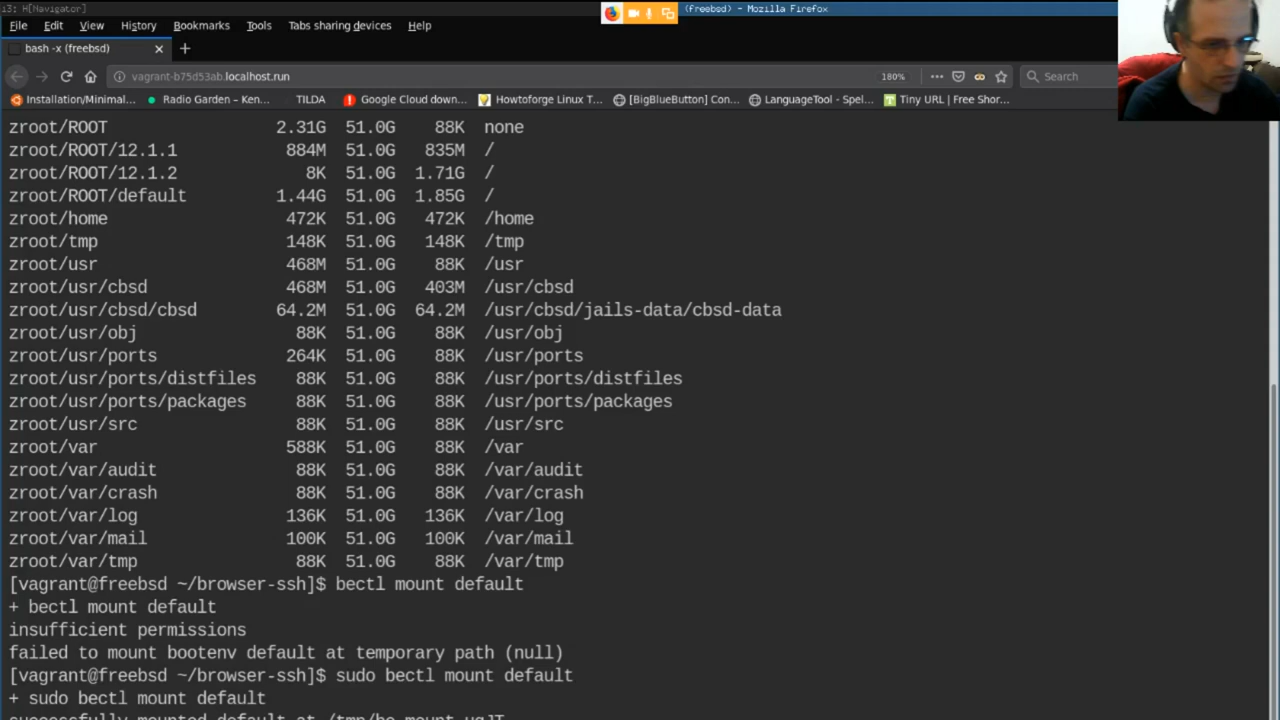 i3: H[Navigator]
(freebsd) – Mozilla Firefox
File Edit View History Bookmarks Tools Tabs sharing devices Help
bash -x (freebsd)
vagrant-b75d53ab.localhost.run 180% Search
Installation/Minimal... Radio Garden – Ken... TILDA Google Cloud down... Howtoforge Linux T... [BigBlueButton] Con... LanguageTool - Spel... Tiny URL | Free Shor...
zroot/ROOT 2.31G 51.0G 88K none
zroot/ROOT/12.1.1 884M 51.0G 835M /
zroot/ROOT/12.1.2 8K 51.0G 1.71G /
zroot/ROOT/default 1.44G 51.0G 1.85G /
zroot/home 472K 51.0G 472K /home
zroot/tmp 148K 51.0G 148K /tmp
zroot/usr 468M 51.0G 88K /usr
zroot/usr/cbsd 468M 51.0G 403M /usr/cbsd
zroot/usr/cbsd/cbsd 64.2M 51.0G 64.2M /usr/cbsd/jails-data/cbsd-data
zroot/usr/obj 88K 51.0G 88K /usr/obj
zroot/usr/ports 264K 51.0G 88K /usr/ports
zroot/usr/ports/distfiles 88K 51.0G 88K /usr/ports/distfiles
zroot/usr/ports/packages 88K 51.0G 88K /usr/ports/packages
zroot/usr/src 88K 51.0G 88K /usr/src
zroot/var 588K 51.0G 88K /var
zroot/var/audit 88K 51.0G 88K /var/audit
zroot/var/crash 88K 51.0G 88K /var/crash
zroot/var/log 136K 51.0G 136K /var/log
zroot/var/mail 100K 51.0G 100K /var/mail
zroot/var/tmp 88K 51.0G 88K /var/tmp
[vagrant@freebsd ~/browser-ssh]$ bectl mount default
+ bectl mount default
insufficient permissions
failed to mount bootenv default at temporary path (null)
[vagrant@freebsd ~/browser-ssh]$ sudo bectl mount default
+ sudo bectl mount default
successfully mounted default at